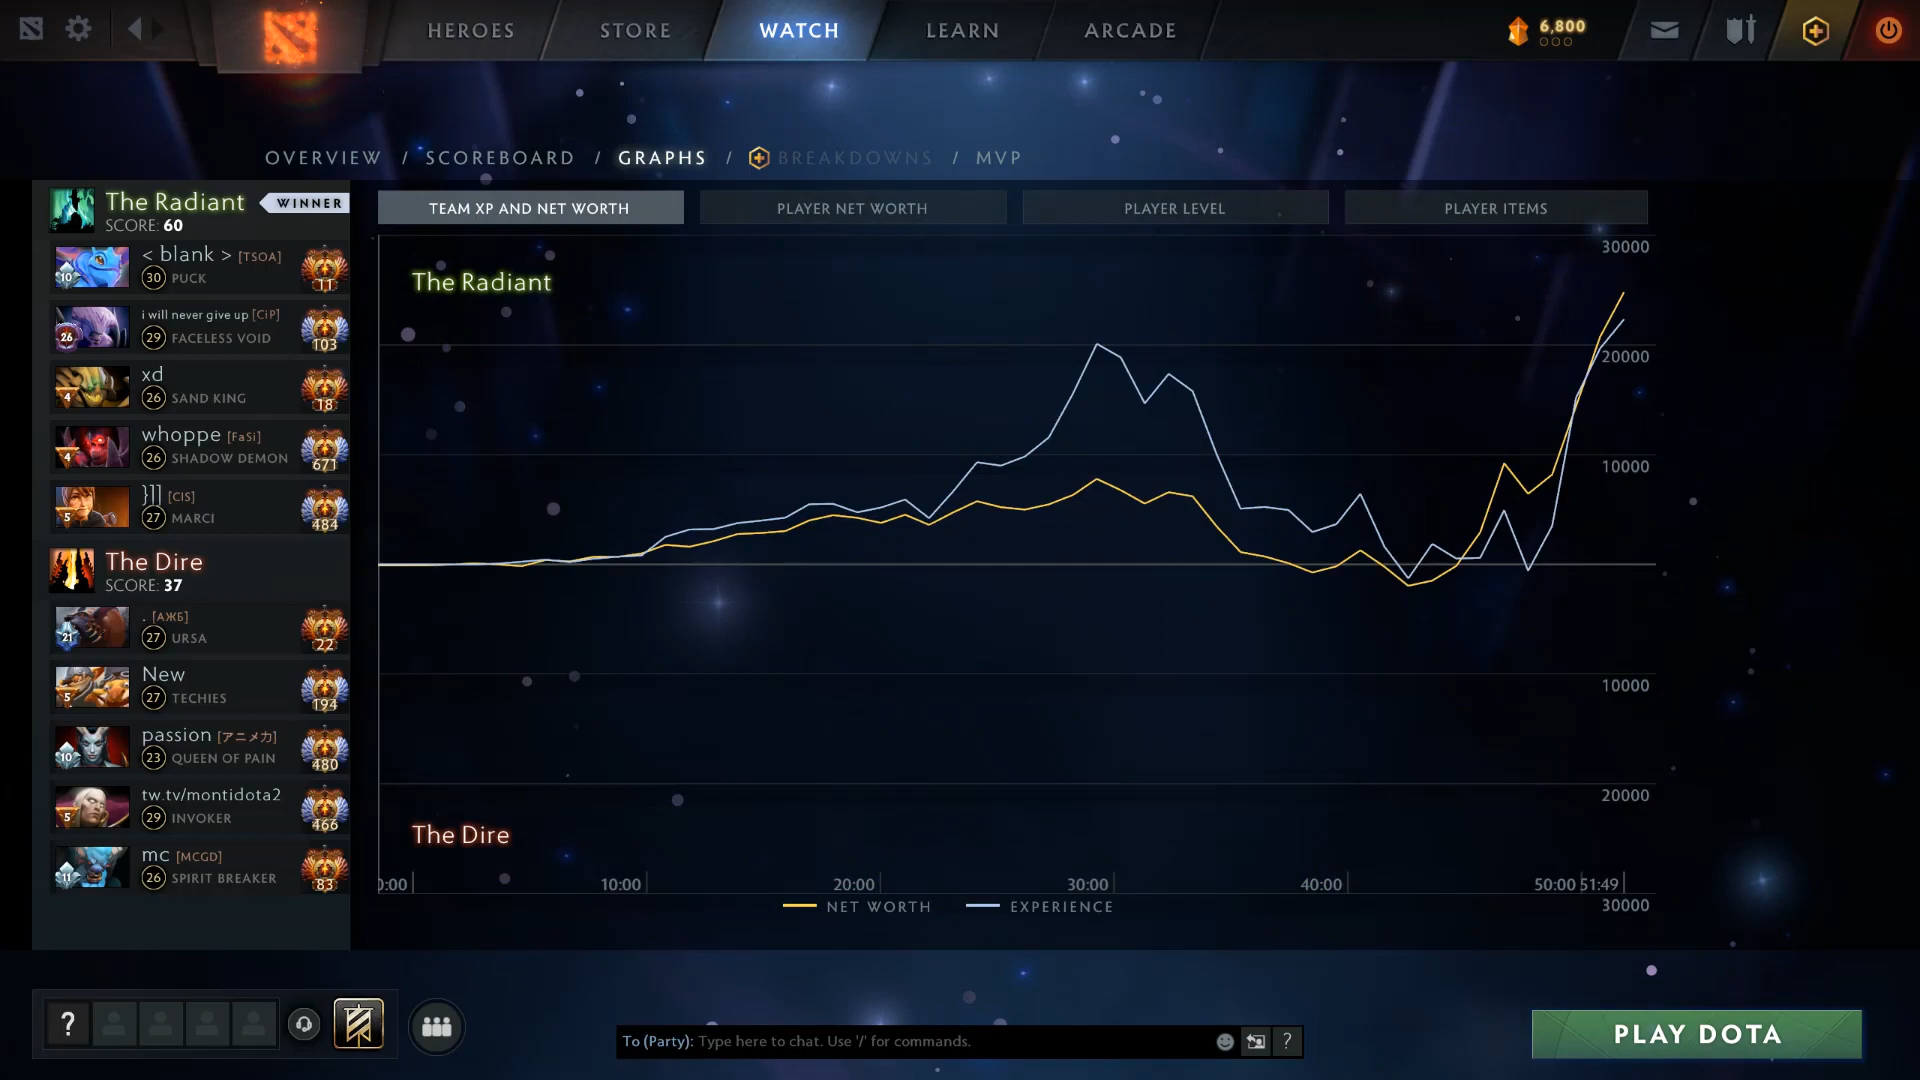 HEROES
STORE
WATCH
LEARN
ARCADE
6,800
OVERVIEW / SCOREBOARD / GRAPHS / BREAKDOWNS / MVP
The Radiant
WINNER
SCORE: 60
< blank > [TSOA]
10
30 PUCK
11
i will never give up [CiP]
26
29 FACELESS VOID
103
xd
4
26 SAND KING
18
whoppe [FaSi]
4
26 SHADOW DEMON
671
}]] [CIS]
5
27 MARCI
484
The Dire
SCORE: 37
. [АЖБ]
21
27 URSA
22
New
5
27 TECHIES
194
passion [アニメカ]
10
23 QUEEN OF PAIN
480
tw.tv/montidota2
5
29 INVOKER
466
mc [MCGD]
11
26 SPIRIT BREAKER
83
TEAM XP AND NET WORTH
PLAYER NET WORTH
PLAYER LEVEL
PLAYER ITEMS
The Radiant
30000
20000
10000
10000
20000
30000
The Dire
0:00
10:00
20:00
30:00
40:00
50:00
51:49
NET WORTH
EXPERIENCE
?
To (Party): Type here to chat. Use '/' for commands.
?
PLAY DOTA